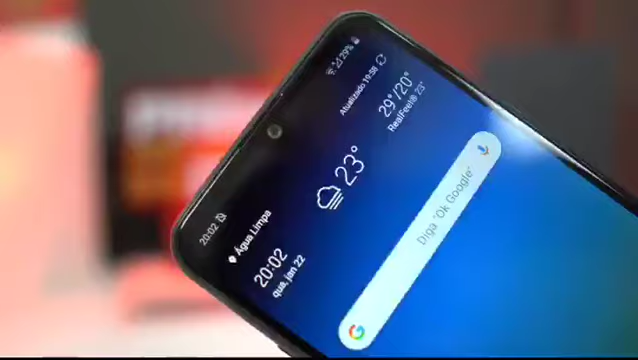 20:02
29%
Água Limpa
20:02
qua, jan 22
23°
Atualizado 19:58
29°/20°
RealFeel® 23°
G
Diga "Ok Google"